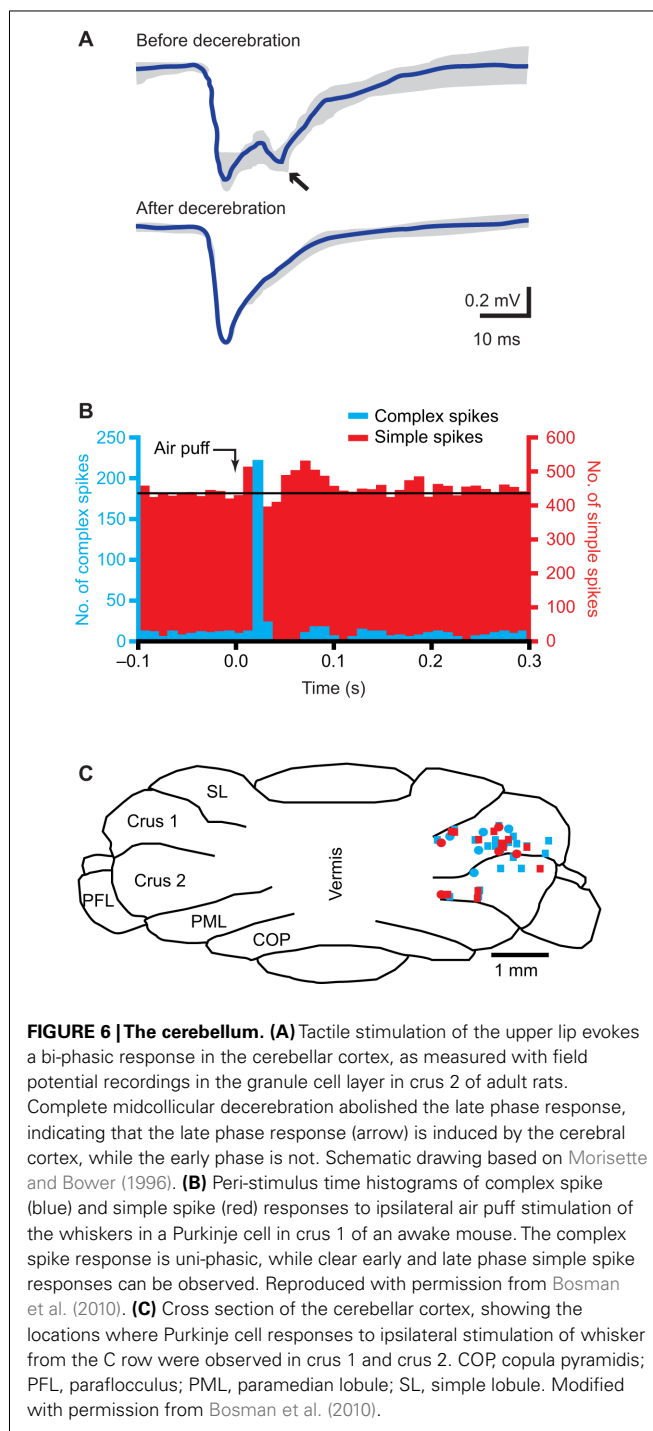 A
Before decerebration
After decerebration
0.2 mV
10 ms
B
Complex spikes
Simple spikes
Air puff
No. of complex spikes
250
200
150
100
50
0
No. of simple spikes
600
500
400
300
200
100
0
–0.1
0.0
0.1
0.2
0.3
Time (s)
C
SL
Crus 1
Crus 2
PFL
PML
COP
Vermis
1 mm
FIGURE 6 | The cerebellum. (A) Tactile stimulation of the upper lip evokes
a bi-phasic response in the cerebellar cortex, as measured with field
potential recordings in the granule cell layer in crus 2 of adult rats.
Complete midcollicular decerebration abolished the late phase response,
indicating that the late phase response (arrow) is induced by the cerebral
cortex, while the early phase is not. Schematic drawing based on Morisette
and Bower (1996). (B) Peri-stimulus time histograms of complex spike
(blue) and simple spike (red) responses to ipsilateral air puff stimulation of
the whiskers in a Purkinje cell in crus 1 of an awake mouse. The complex
spike response is uni-phasic, while clear early and late phase simple spike
responses can be observed. Reproduced with permission from Bosman
et al. (2010). (C) Cross section of the cerebellar cortex, showing the
locations where Purkinje cell responses to ipsilateral stimulation of whisker
from the C row were observed in crus 1 and crus 2. COP, copula pyramidis;
PFL, paraflocculus; PML, paramedian lobule; SL, simple lobule. Modified
with permission from Bosman et al. (2010).